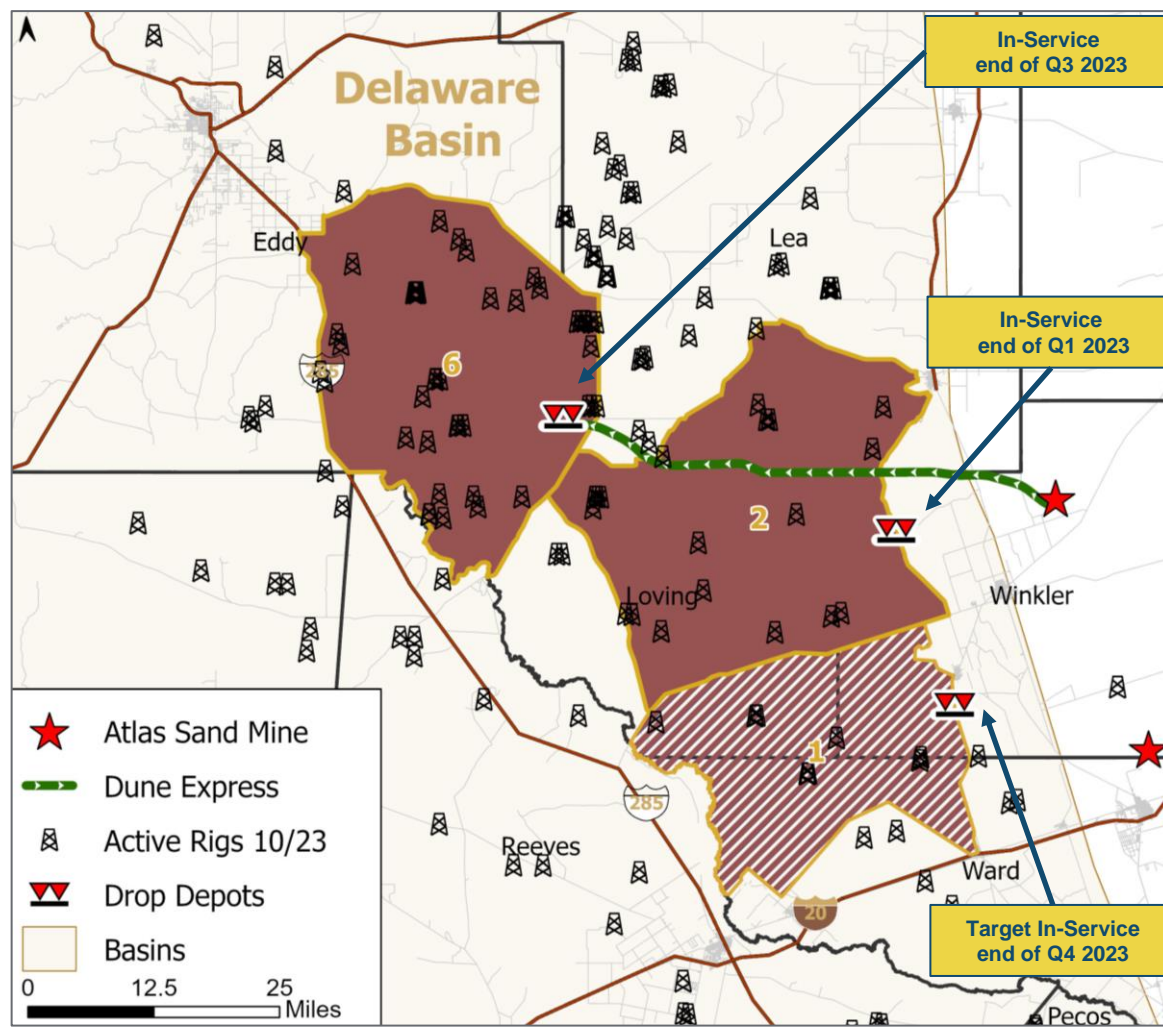 In-Service
end of Q3 2023
Delaware
Basin
Eddy
Lea
In-Service
end of Q1 2023
285
6
2
Loving
Winkler
1
285
Reeves
Ward
20
Target In-Service
end of Q4 2023
Pecos
Atlas Sand Mine
Dune Express
Active Rigs 10/23
Drop Depots
Basins
0 12.5 25
Miles